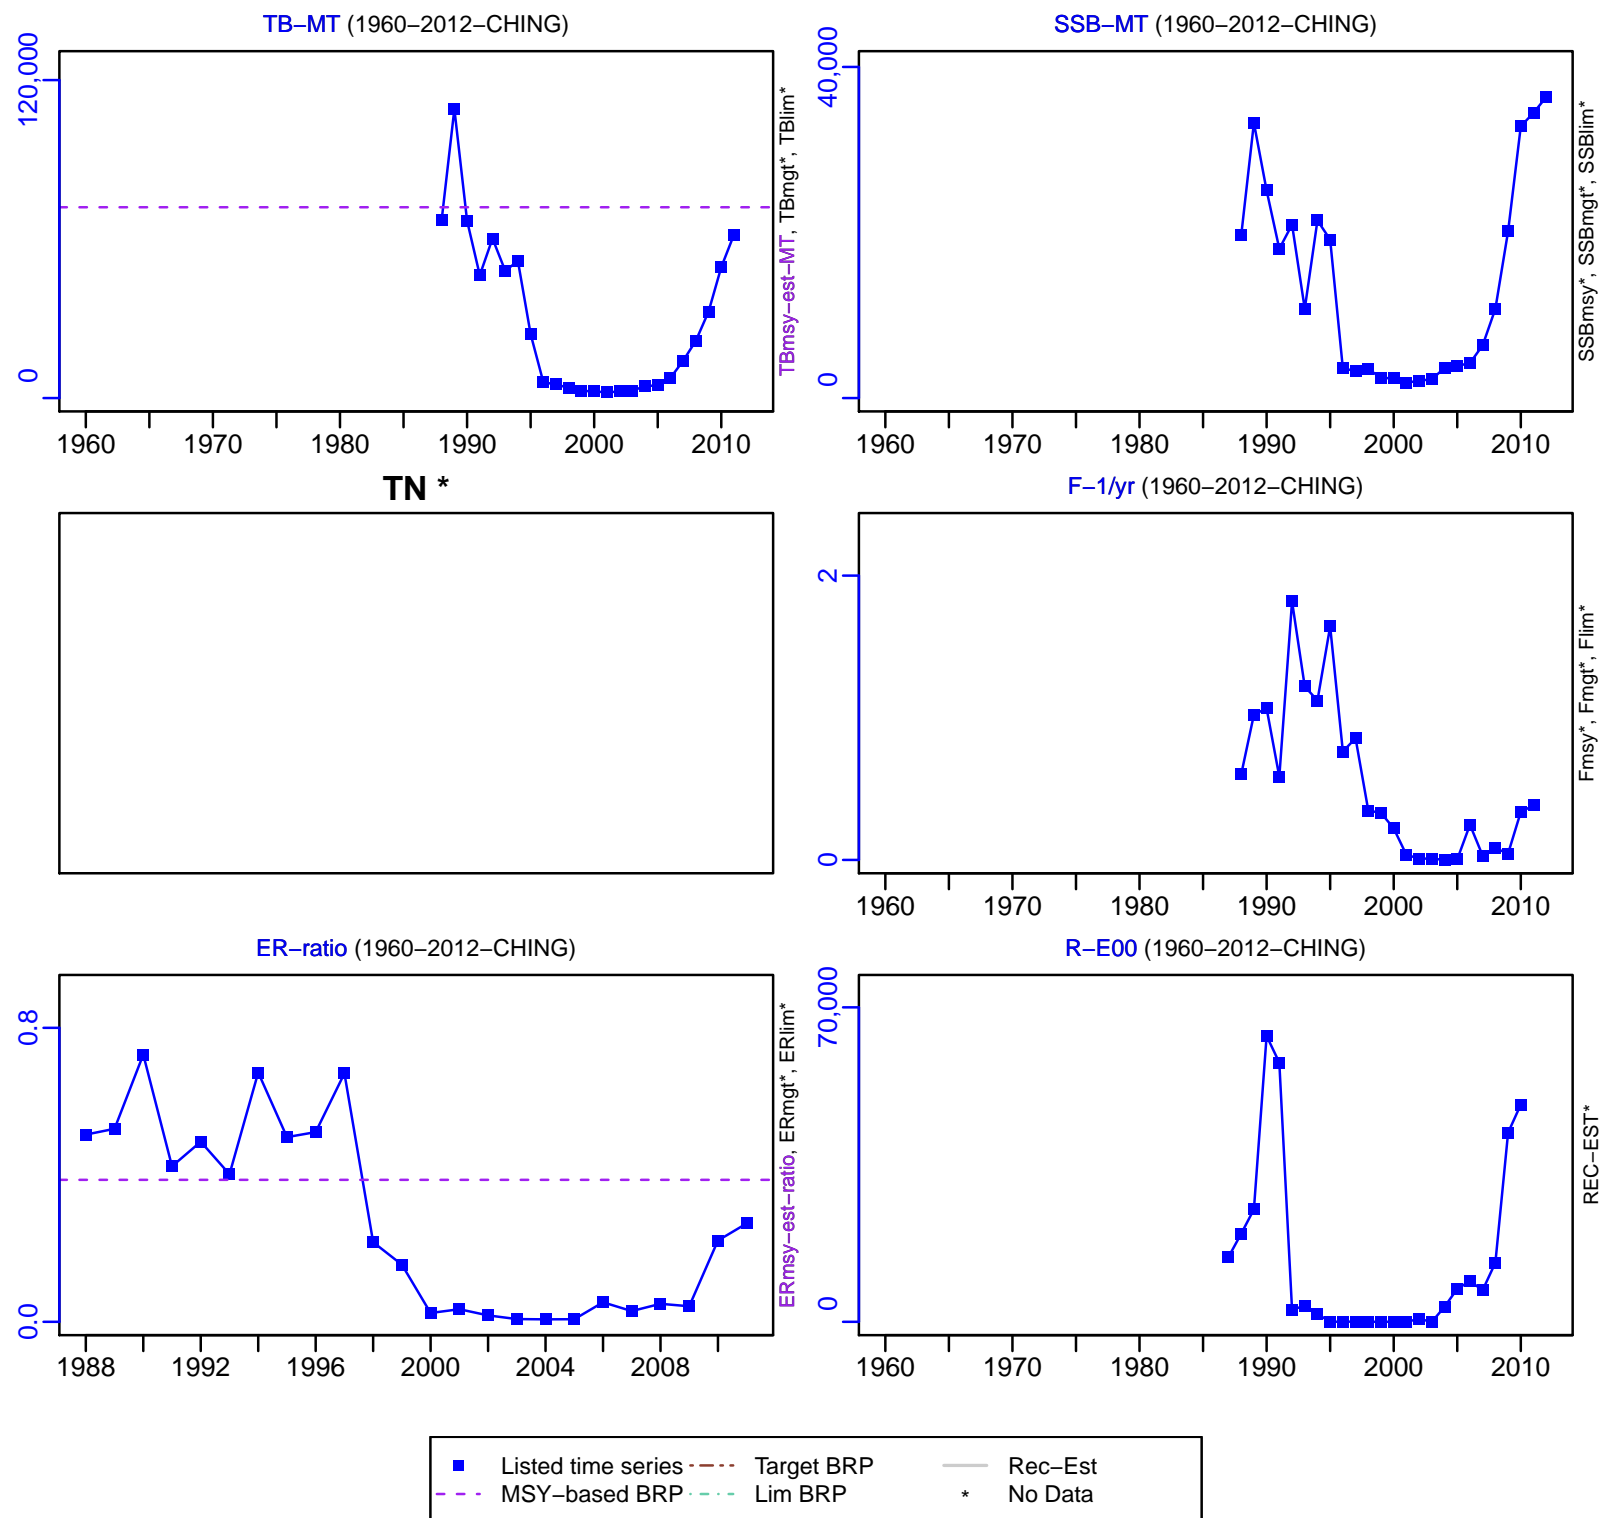 TB−MT (1960−2012−CHING)
120,000
0
TBmsy−est−MT, TBmgt*, TBlim*
1960 1970 1980 1990 2000 2010
SSB−MT (1960−2012−CHING)
40,000
0
SSBmsy*, SSBmgt*, SSBlim*
1960 1970 1980 1990 2000 2010
TN *
F−1/yr (1960−2012−CHING)
2
0
Fmsy*, Fmgt*, Flim*
1960 1970 1980 1990 2000 2010
ER−ratio (1960−2012−CHING)
0.8
0.0
ERmsy−est−ratio, ERmgt*, ERlim*
1988 1992 1996 2000 2004 2008
R−E00 (1960−2012−CHING)
70,000
0
REC−EST*
1960 1970 1980 1990 2000 2010
Listed time series Target BRP Rec−Est
MSY−based BRP Lim BRP * No Data